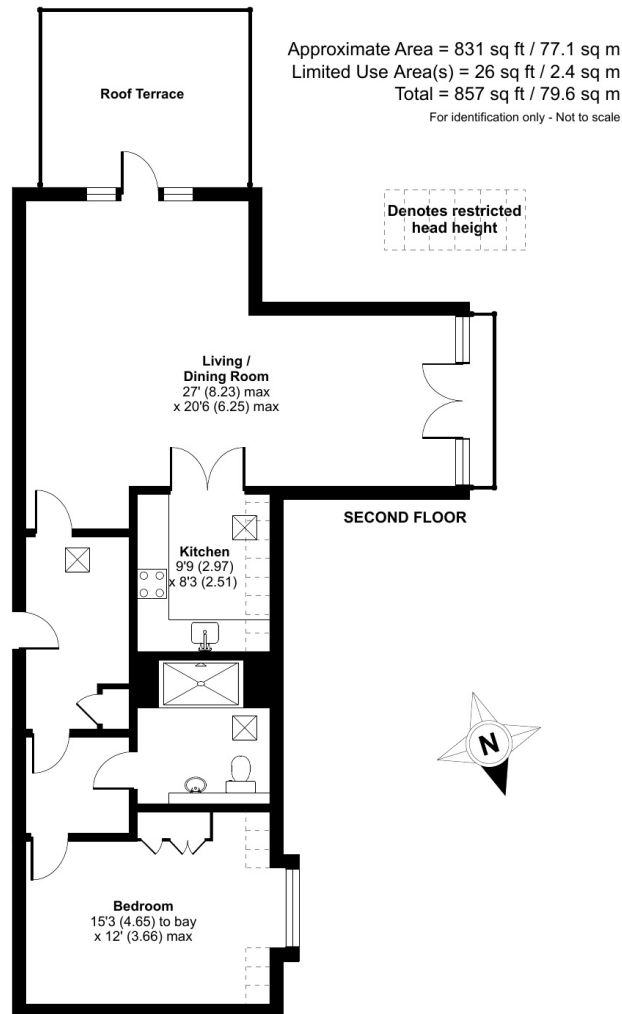 Approximate Area = 831 sq ft / 77.1 sq m
Limited Use Area(s) = 26 sq ft / 2.4 sq m
Total = 857 sq ft / 79.6 sq m
For identification only - Not to scale
Roof Terrace
Denotes restricted
head height
Living /
Dining Room
27' (8.23) max
x 20'6 (6.25) max
SECOND FLOOR
Kitchen
9'9 (2.97)
x 8'3 (2.51)
N
Bedroom
15'3 (4.65) to bay
x 12' (3.66) max